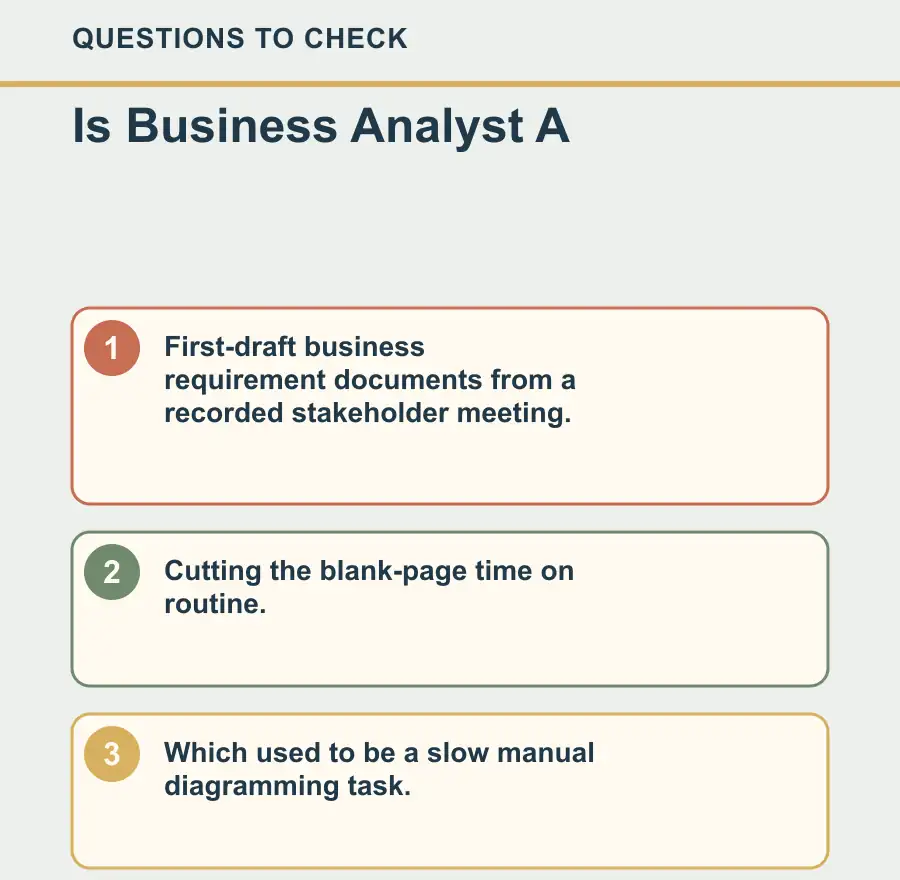 QUESTIONS TO CHECK
Is Business Analyst A
1
First-draft business
requirement documents from a
recorded stakeholder meeting.
2
Cutting the blank-page time on
routine.
3
Which used to be a slow manual
diagramming task.